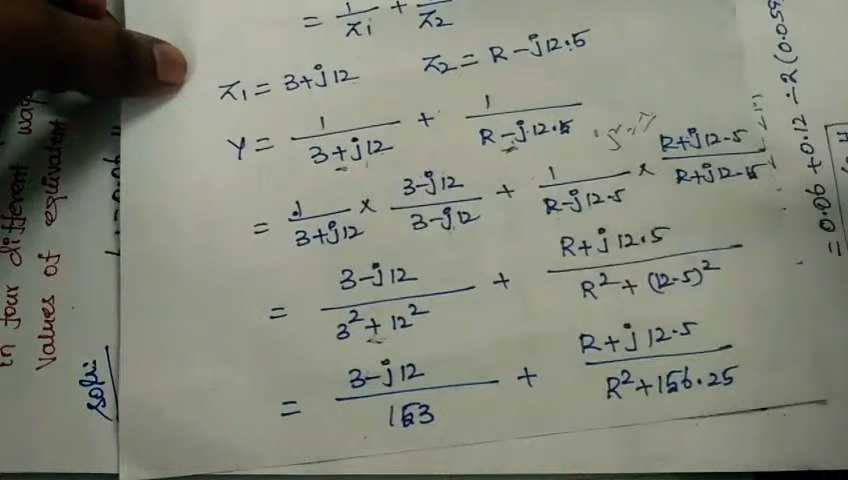 = 1/Z1 + 1/Z2
Z1 = 3+j12 Z2 = R-j12.5
Y = 1/(3+j12) + 1/(R-j12.5)
= 1/(3+j12) × (3-j12)/(3-j12) + 1/(R-j12.5) × (R+j12.5)/(R+j12.5)
= (3-j12)/(3²+12²) + (R+j12.5)/(R²+(12.5)²)
= (3-j12)/153 + (R+j12.5)/(R²+156.25)
in four different
values of equivalent
Soln:
= 0.06 + 0.12 ÷ 2(0.059